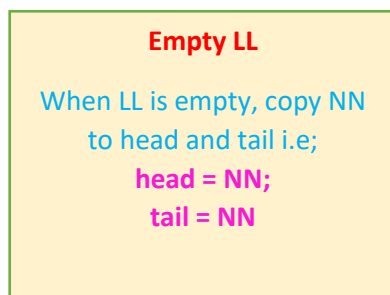 Empty LL
When LL is empty, copy NN
to head and tail i.e;
head = NN;
tail = NN